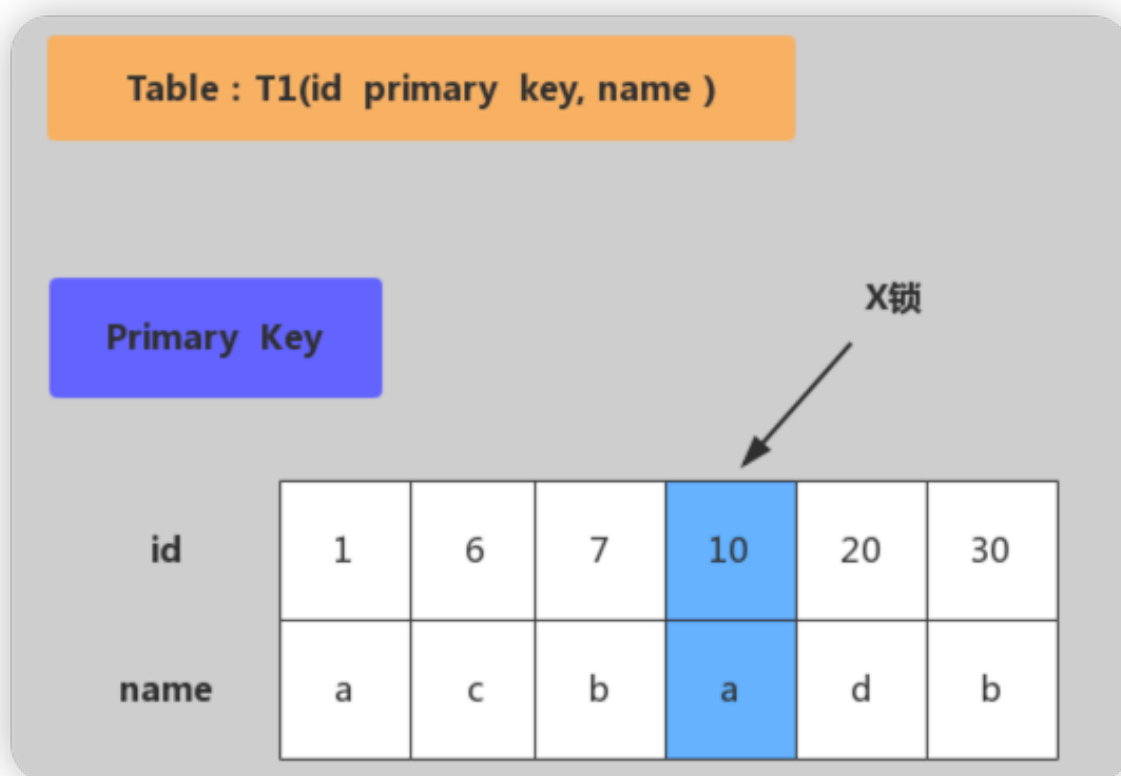 Table : T1(id primary key, name )
X锁
Primary Key
id 1 6 7 10 20 30
name a c b a d b